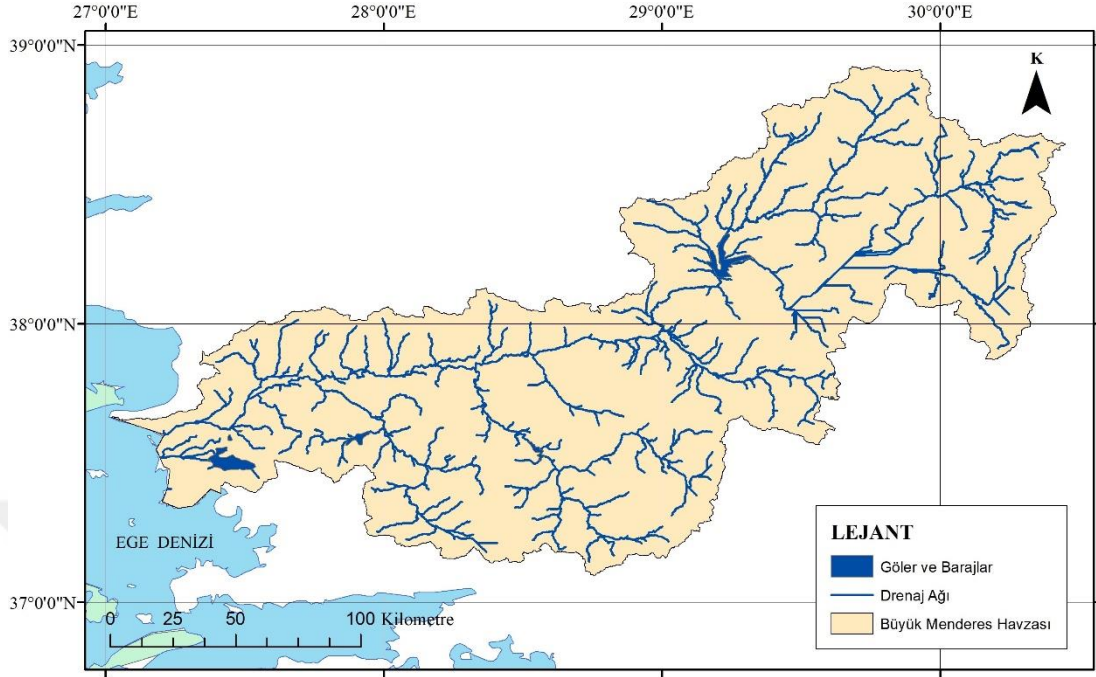 27°0'0"E 28°0'0"E 29°0'0"E 30°0'0"E
39°0'0"N
K
38°0'0"N
EGE DENİZİ
37°0'0"N
0 25 50 100 Kilometre
LEJANT
Göler ve Barajlar
Drenaj Ağı
Büyük Menderes Havzası